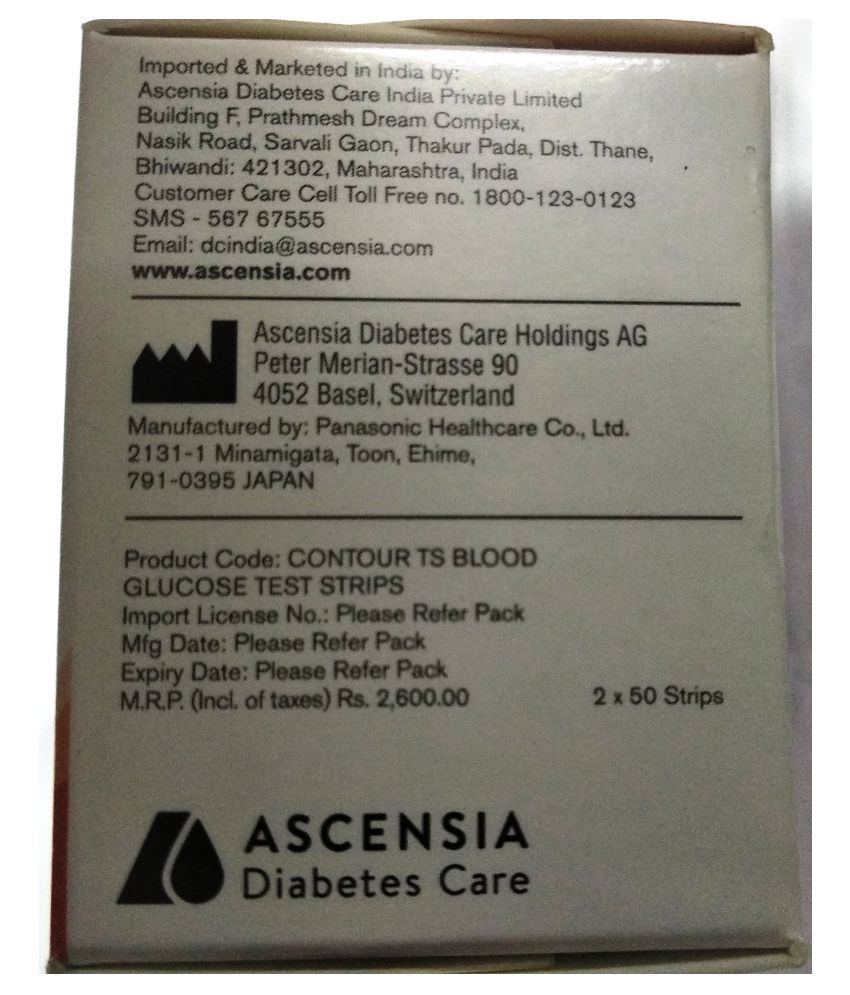 Imported & Marketed in India by:
Ascensia Diabetes Care India Private Limited
Building F, Prathmesh Dream Complex,
Nasik Road, Sarvali Gaon, Thakur Pada, Dist. Thane,
Bhiwandi: 421302, Maharashtra, India
Customer Care Cell Toll Free no. 1800-123-0123
SMS - 567 67555
Email: dcindia@ascensia.com
www.ascensia.com
Ascensia Diabetes Care Holdings AG
Peter Merian-Strasse 90
4052 Basel, Switzerland
Manufactured by: Panasonic Healthcare Co., Ltd.
2131-1 Minamigata, Toon, Ehime,
791-0395 JAPAN
Product Code: CONTOUR TS BLOOD
GLUCOSE TEST STRIPS
Import License No.: Please Refer Pack
Mfg Date: Please Refer Pack
Expiry Date: Please Refer Pack
M.R.P. (Incl. of taxes) Rs. 2,600.00 2 x 50 Strips
ASCENSIA
Diabetes Care